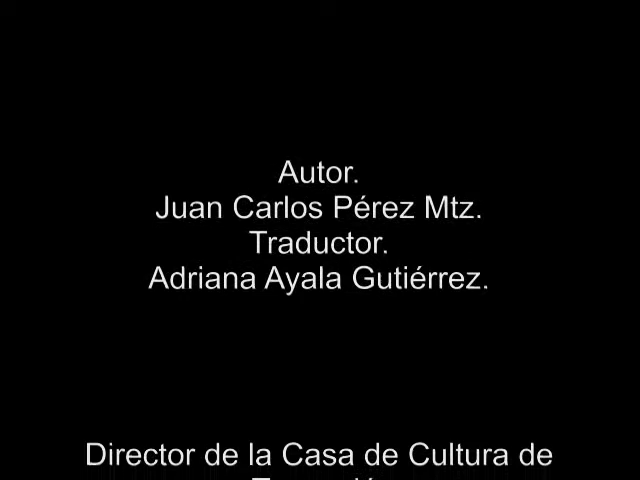 Autor.
Juan Carlos Pérez Mtz.
Traductor.
Adriana Ayala Gutiérrez.
Director de la Casa de Cultura de